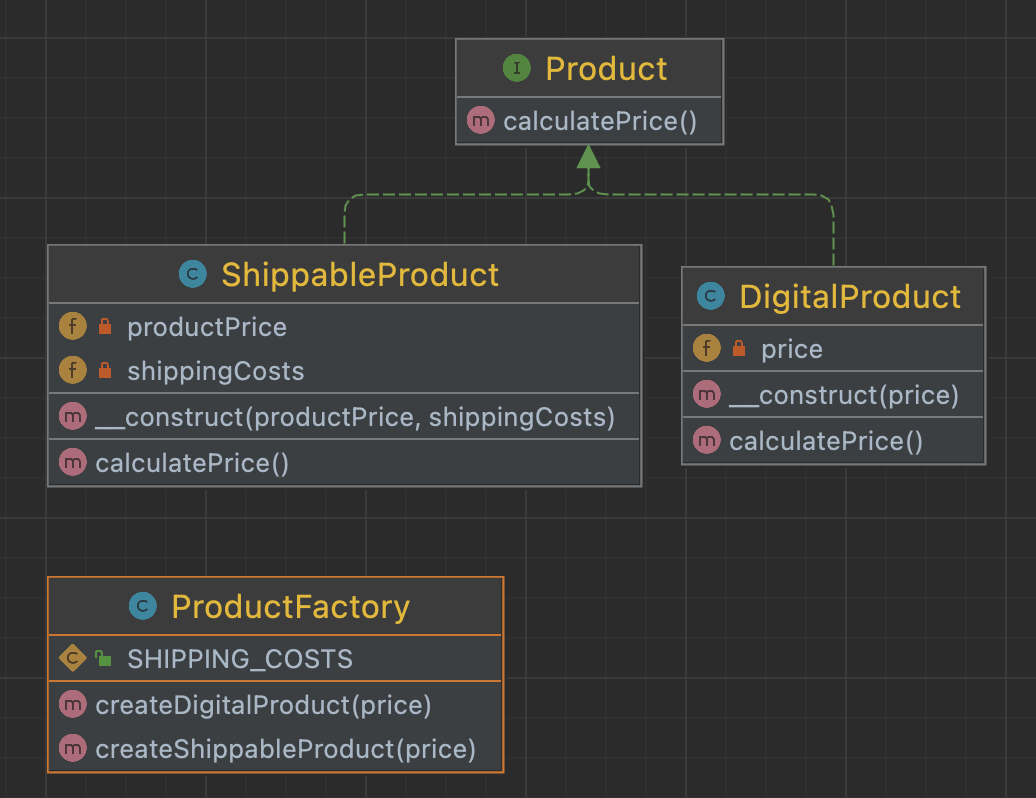 I Product
m calculatePrice()
C ShippableProduct
f productPrice
f shippingCosts
m __construct(productPrice, shippingCosts)
m calculatePrice()
C DigitalProduct
f price
m __construct(price)
m calculatePrice()
C ProductFactory
C SHIPPING_COSTS
m createDigitalProduct(price)
m createShippableProduct(price)